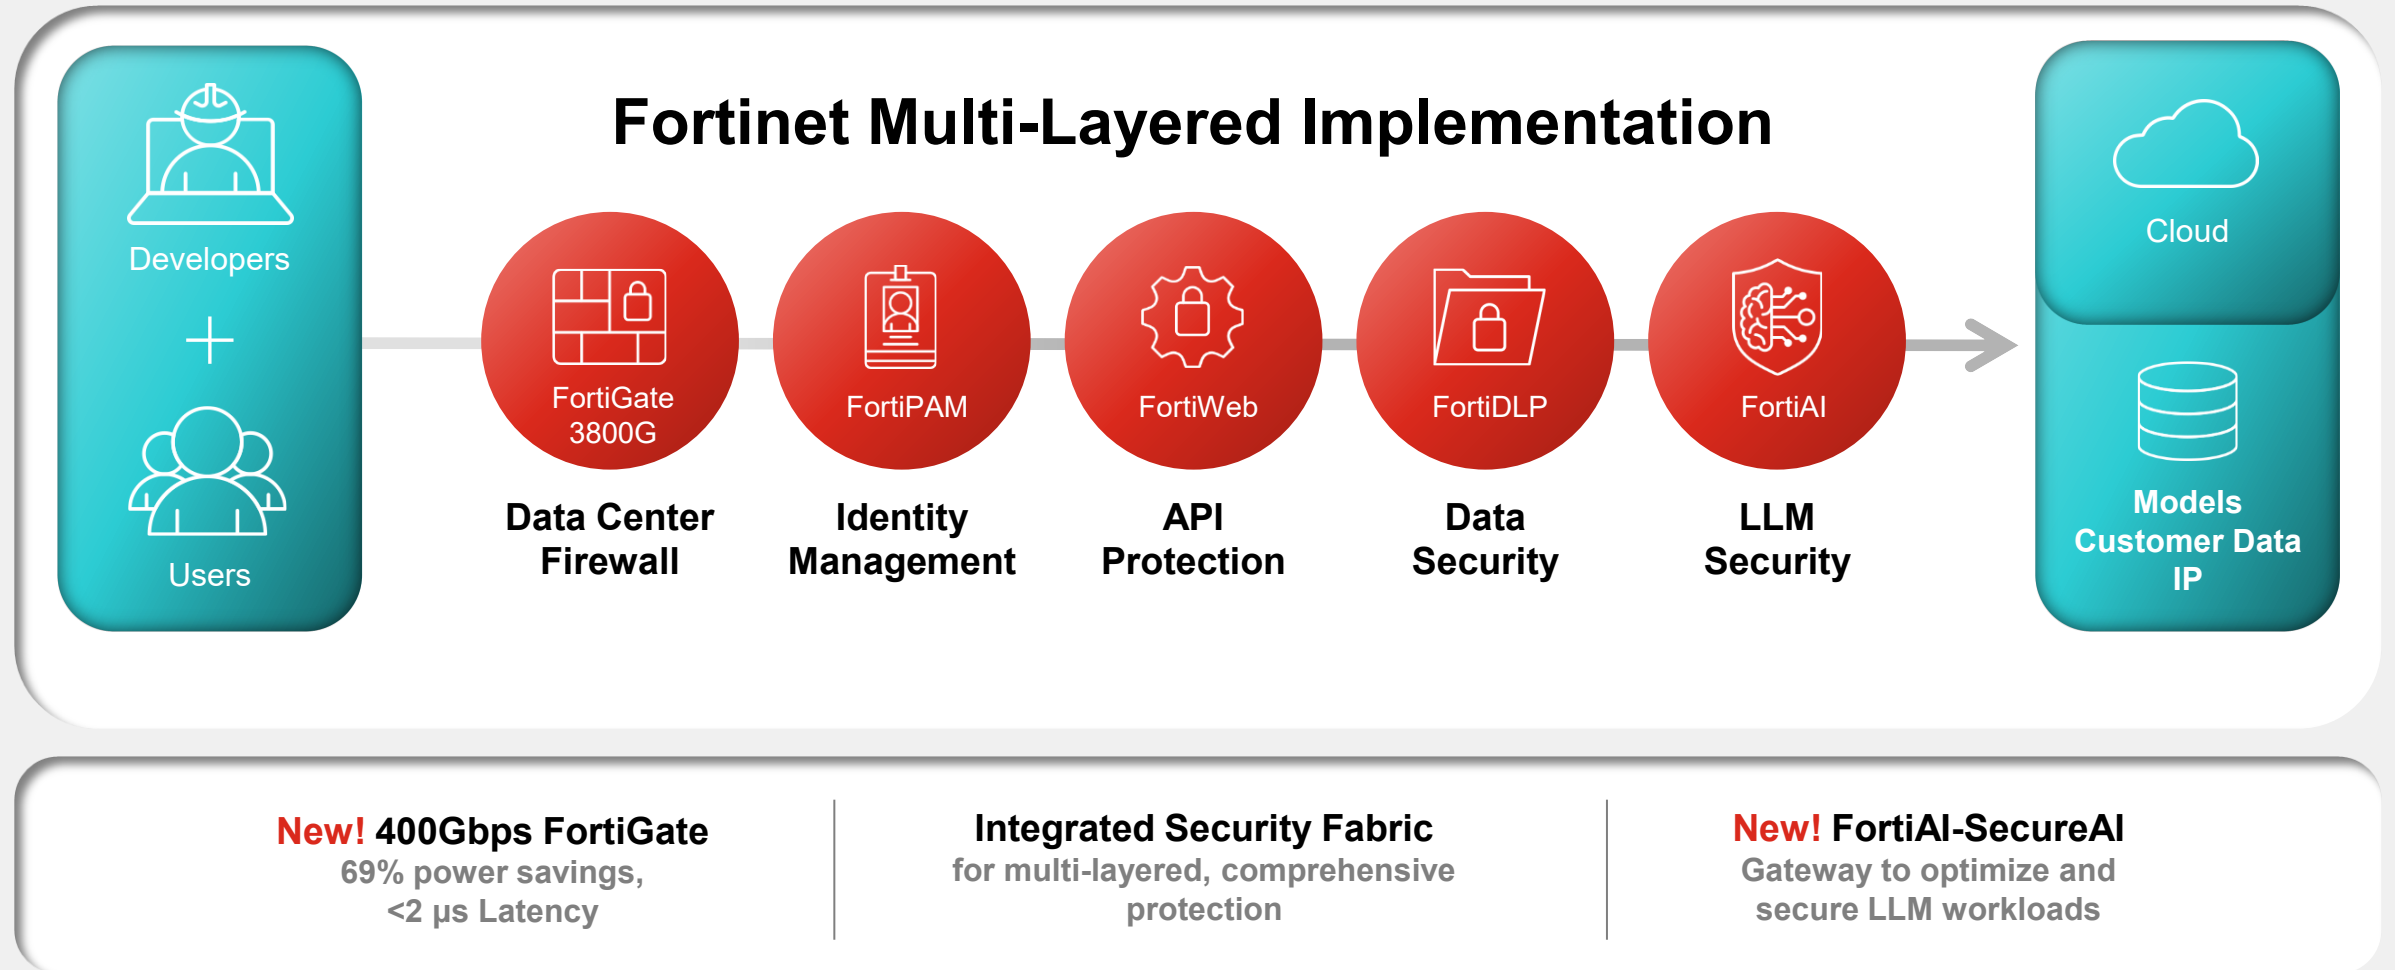 Fortinet Multi-Layered Implementation
Developers
Users
FortiGate
3800G
Data Center
Firewall
FortiPAM
Identity
Management
FortiWeb
API
Protection
FortiDLP
Data
Security
FortiAI
LLM
Security
Cloud
Models
Customer Data
IP
New! 400Gbps FortiGate
69% power savings,
<2 µs Latency
Integrated Security Fabric
for multi-layered, comprehensive
protection
New! FortiAI-SecureAI
Gateway to optimize and
secure LLM workloads